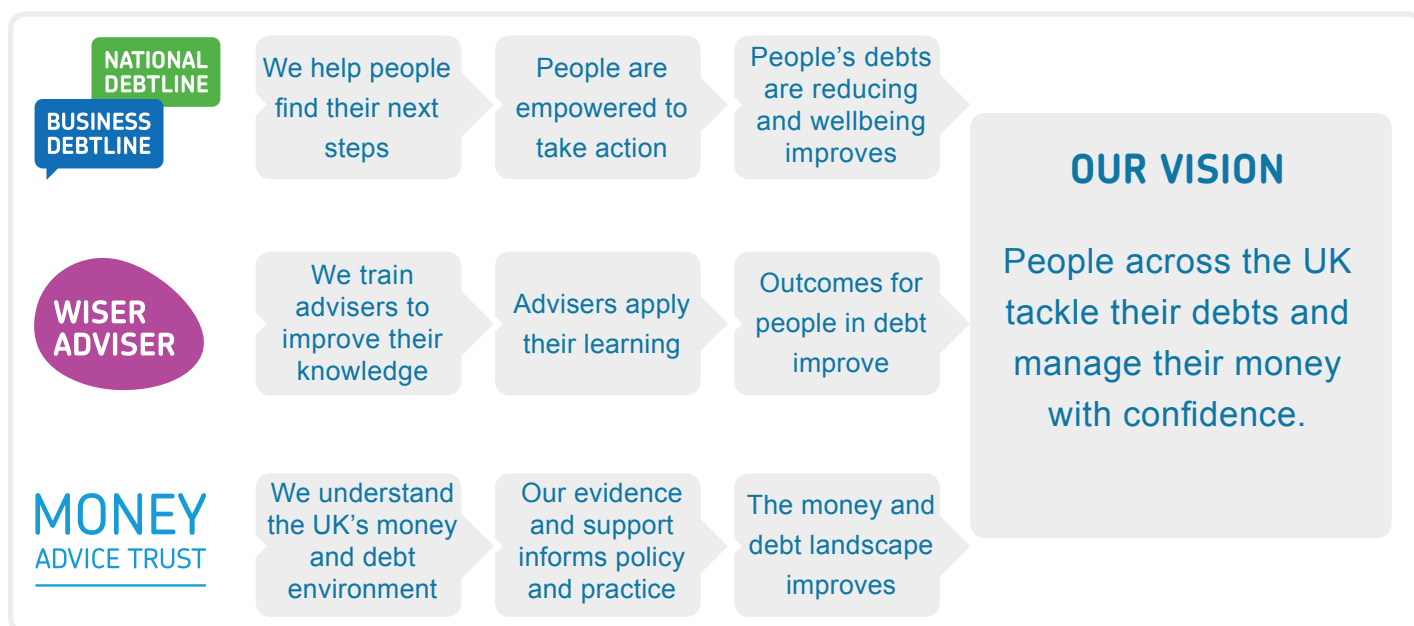 NATIONAL
DEBTLINE
BUSINESS
DEBTLINE
We help people
find their next
steps
People are
empowered to
take action
People’s debts
are reducing
and wellbeing
improves
WISER
ADVISER
We train
advisers to
improve their
knowledge
Advisers apply
their learning
Outcomes for
people in debt
improve
MONEY
ADVICE TRUST
We understand
the UK’s money
and debt
environment
Our evidence
and support
informs policy
and practice
The money and
debt landscape
improves
OUR VISION
People across the UK
tackle their debts and
manage their money
with confidence.